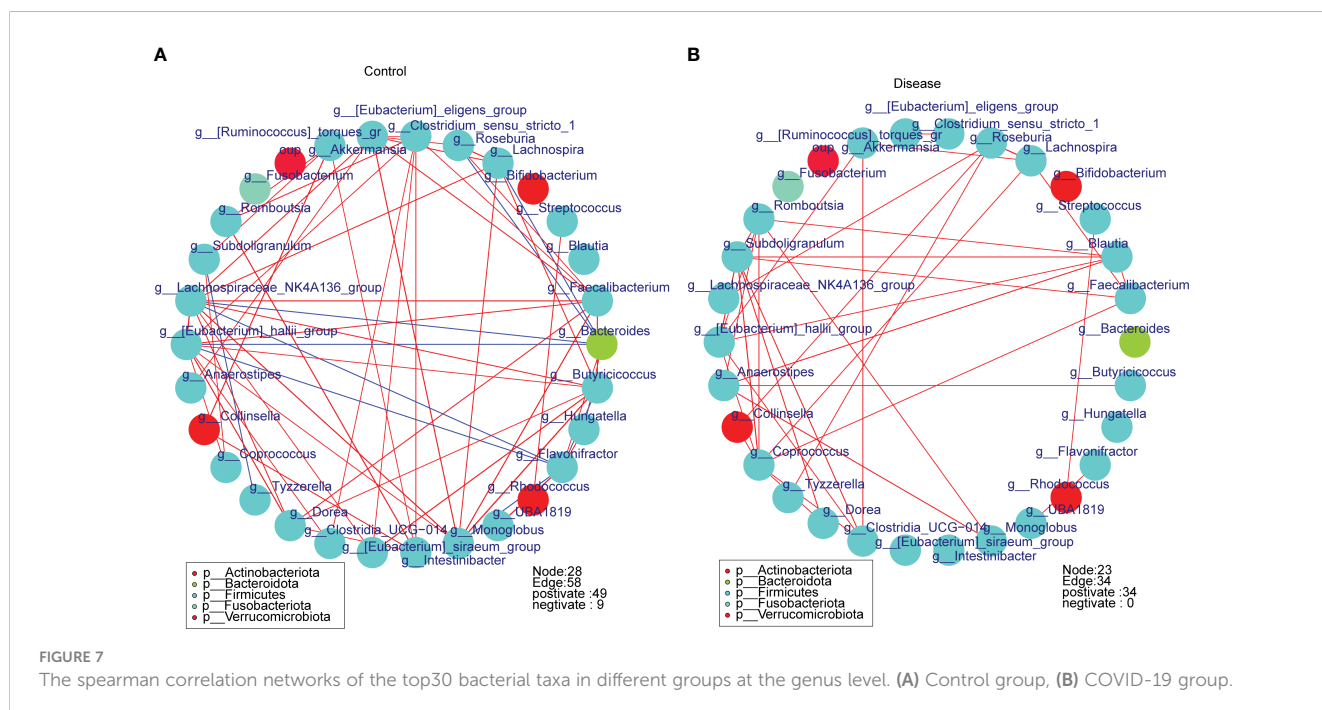 A
Control
g__[Eubacterium]_eligens_group
g__Clostridium_sensu_stricto_1
g__[Ruminococcus]_torques_gr
oup
g__Akkermansia
g__Roseburia
g__Lachnospira
g__Fusobacterium
g__Bifidobacterium
g__Romboutsia
g__Streptococcus
g__Subdoligranulum
g__Blautia
g__Lachnospiraceae_NK4A136_group
g__Faecalibacterium
g__[Eubacterium]_hallii_group
g__Bacteroides
g__Anaerostipes
g__Butyricicoccus
g__Collinsella
g__Hungatella
g__Coprococcus
g__Flavonifractor
g__Tyzzerella
g__Rhodococcus
g__Dorea
g__UBA1819
g__Clostridia_UCG-014
g__Monoglobus
g__[Eubacterium]_siraeum_group
g__Intestinibacter
p__Actinobacteriota
p__Bacteroidota
p__Firmicutes
p__Fusobacteriota
p__Verrucomicrobiota
Node:28
Edge:58
postivate :49
negtivate : 9
B
Disease
g__[Eubacterium]_eligens_group
g__Clostridium_sensu_stricto_1
g__[Ruminococcus]_torques_gr
oup
g__Akkermansia
g__Roseburia
g__Lachnospira
g__Fusobacterium
g__Bifidobacterium
g__Romboutsia
g__Streptococcus
g__Subdoligranulum
g__Blautia
g__Lachnospiraceae_NK4A136_group
g__Faecalibacterium
g__[Eubacterium]_hallii_group
g__Bacteroides
g__Anaerostipes
g__Butyricicoccus
g__Collinsella
g__Hungatella
g__Coprococcus
g__Flavonifractor
g__Tyzzerella
g__Rhodococcus
g__Dorea
g__UBA1819
g__Clostridia_UCG-014
g__Monoglobus
g__[Eubacterium]_siraeum_group
g__Intestinibacter
p__Actinobacteriota
p__Bacteroidota
p__Firmicutes
p__Fusobacteriota
p__Verrucomicrobiota
Node:23
Edge:34
postivate :34
negtivate : 0
FIGURE 7
The spearman correlation networks of the top30 bacterial taxa in different groups at the genus level. (A) Control group, (B) COVID-19 group.